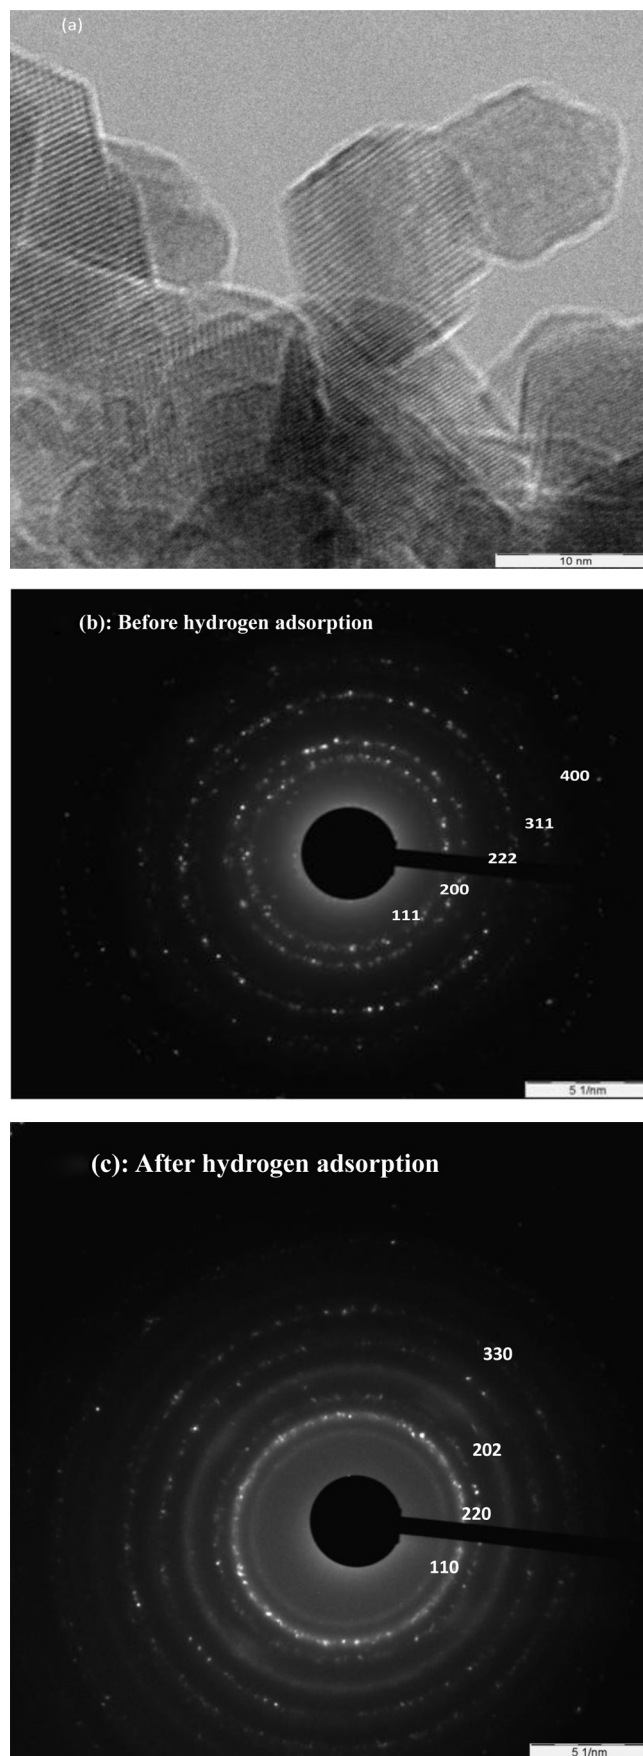 (a)
10 nm
(b): Before hydrogen adsorption
400
311
222
200
111
5 1/nm
(c): After hydrogen adsorption
330
202
220
110
5 1/nm